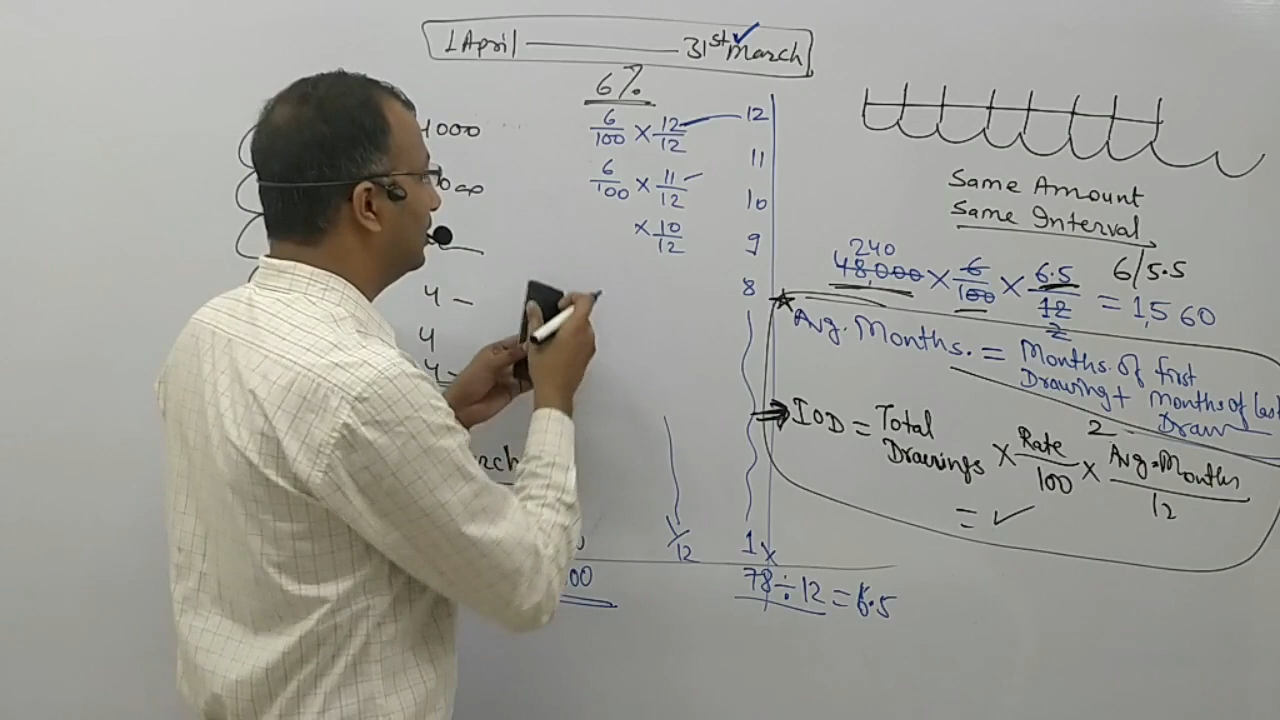 1 April ——— 31st March
6%
4000
6/100 × 12/12 — 12
6/100 × 11/12
11
× 10/12
10
9
8
4 –
4
4 –
1/12
1
78 ÷ 12 = 6.5
Same Amount
Same Interval
6/5.5
240
48,000 × 6/100 × 6.5/12 = 1,560
2
Avg. Months. = Months of first
Drawing + Months of last
Draw
2
IOD = Total
Drawings × Rate/100 × Avg. Months/12
= ✓